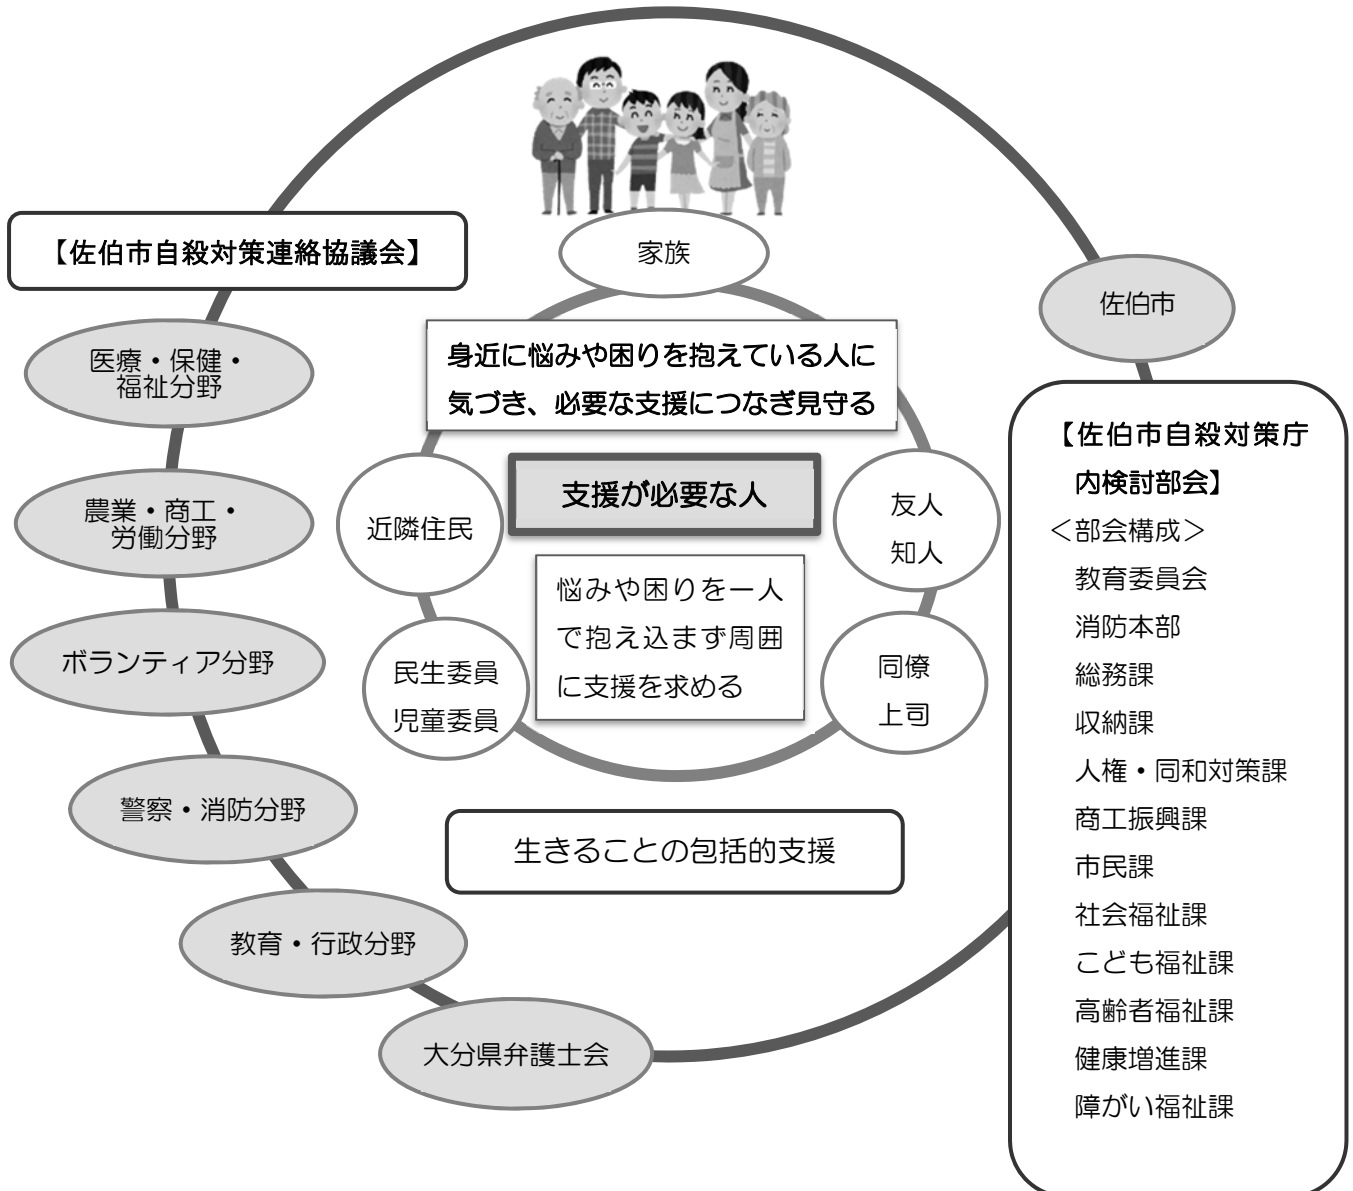 家族
【佐伯市自殺対策連絡協議会】
佐伯市
医療・保健・
福祉分野
身近に悩みや困りを抱えている人に
気づき、必要な支援につなぎ見守る
【佐伯市自殺対策庁
内検討部会】
＜部会構成＞
教育委員会
消防本部
総務課
収納課
人権・同和対策課
商工振興課
市民課
社会福祉課
こども福祉課
高齢者福祉課
健康増進課
障がい福祉課
農業・商工・
労働分野
近隣住民
支援が必要な人
友人
知人
悩みや困りを一人
で抱え込まず周囲
に支援を求める
ボランティア分野
民生委員
児童委員
同僚
上司
警察・消防分野
生きることの包括的支援
教育・行政分野
大分県弁護士会